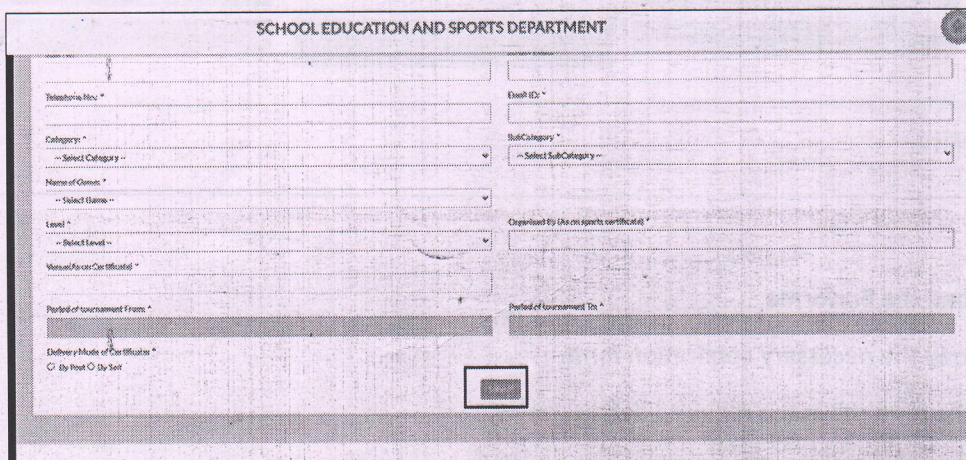 SCHOOL EDUCATION AND SPORTS DEPARTMENT
Telephone No.: *
Email ID: *
Category: *
SubCategory *
-- Select Category --
-- Select SubCategory --
Name of Game: *
-- Select Game --
Level *
Organised By (As on sports certificate) *
-- Select Level --
Venue(As on Certificate) *
Period of tournament From: *
Period of tournament To: *
Delivery Mode of Certificates *
By Post By Self